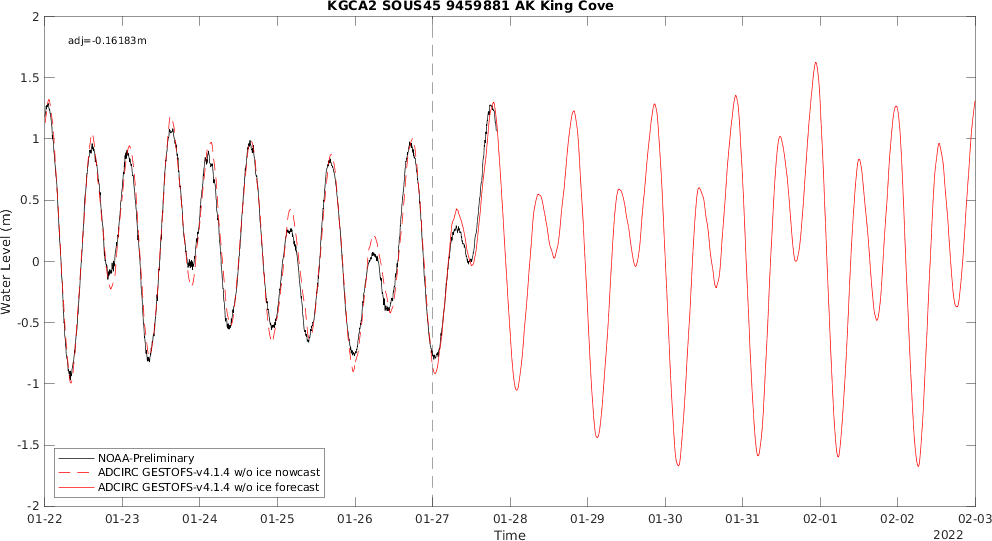 KGCA2 SOUS45 9459881 AK King Cove
adj=-0.16183m
2
1.5
1
0.5
0
-0.5
-1
-1.5
-2
Water Level (m)
NOAA-Preliminary
ADCIRC GESTOFS-v4.1.4 w/o ice nowcast
ADCIRC GESTOFS-v4.1.4 w/o ice forecast
01-22 01-23 01-24 01-25 01-26 01-27 01-28 01-29 01-30 01-31 02-01 02-02 02-03
Time
2022